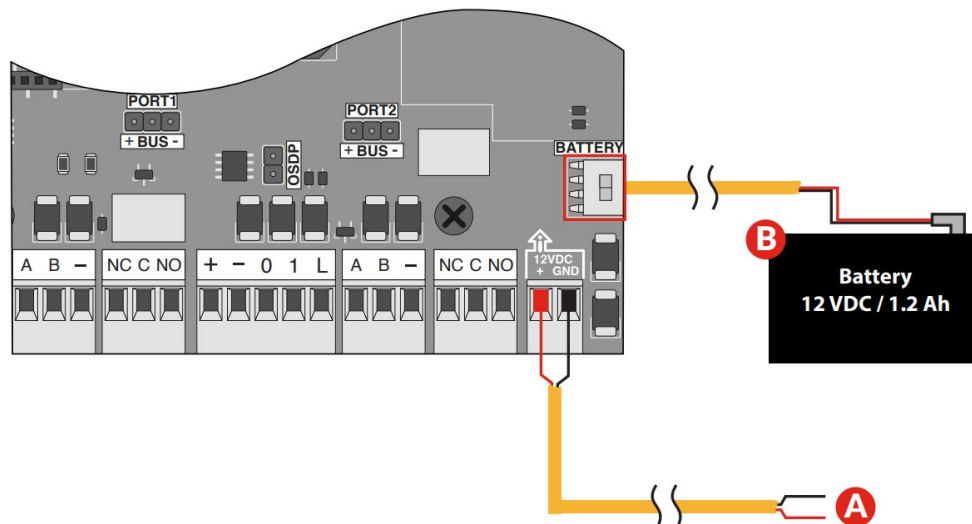 PORT1
+ BUS -
OSDP
PORT2
+ BUS -
BATTERY
A B -
NC C NO
+ - 0 1 L
A B -
NC C NO
12VDC
+ GND
B
Battery
12 VDC / 1.2 Ah
A